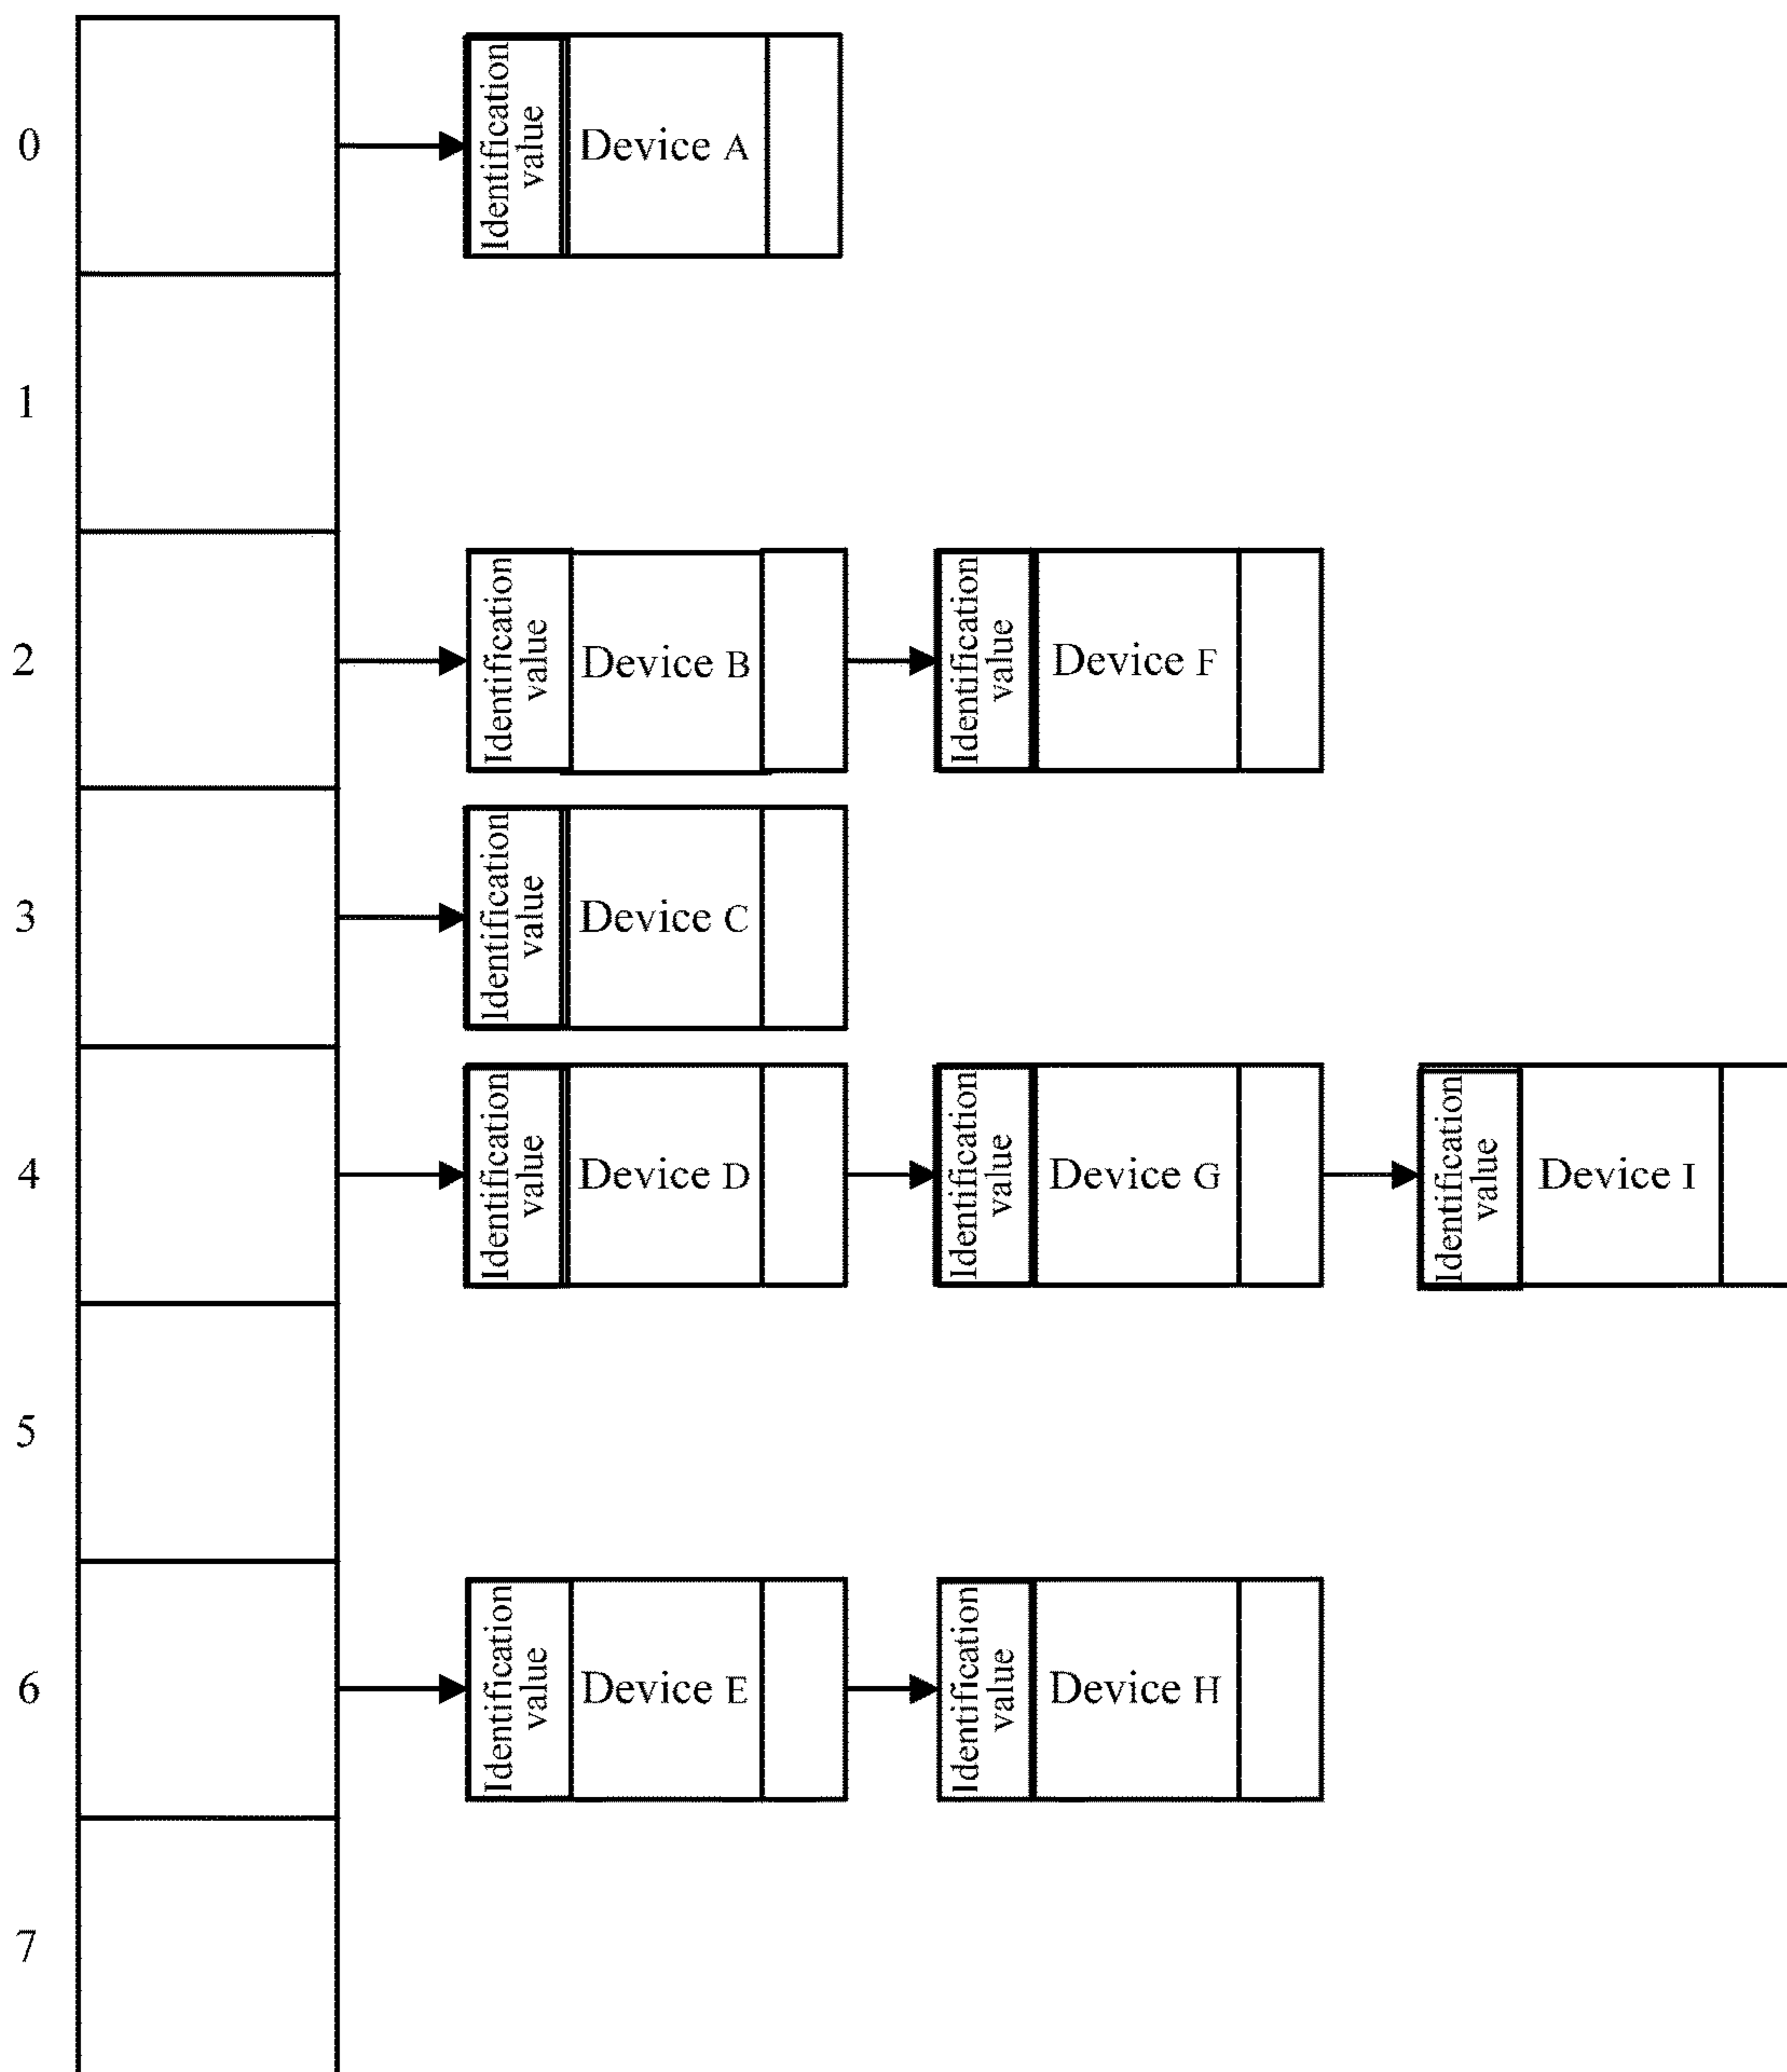 0
Identification
value
Device A
1
2
Identification
value
Device B
Identification
value
Device F
3
Identification
value
Device C
4
Identification
value
Device D
Identification
value
Device G
Identification
value
Device I
5
6
Identification
value
Device E
Identification
value
Device H
7